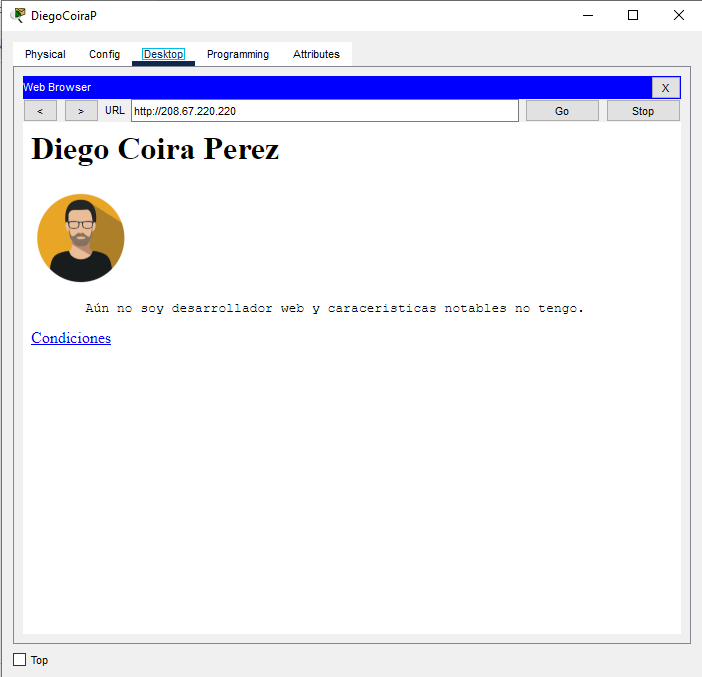 DiegoCoiraP
Physical Config Desktop Programming Attributes
Web Browser X
< > URL http://208.67.220.220 Go Stop
Diego Coira Perez
Aún no soy desarrollador web y caraceristicas notables no tengo.
Condiciones
Top